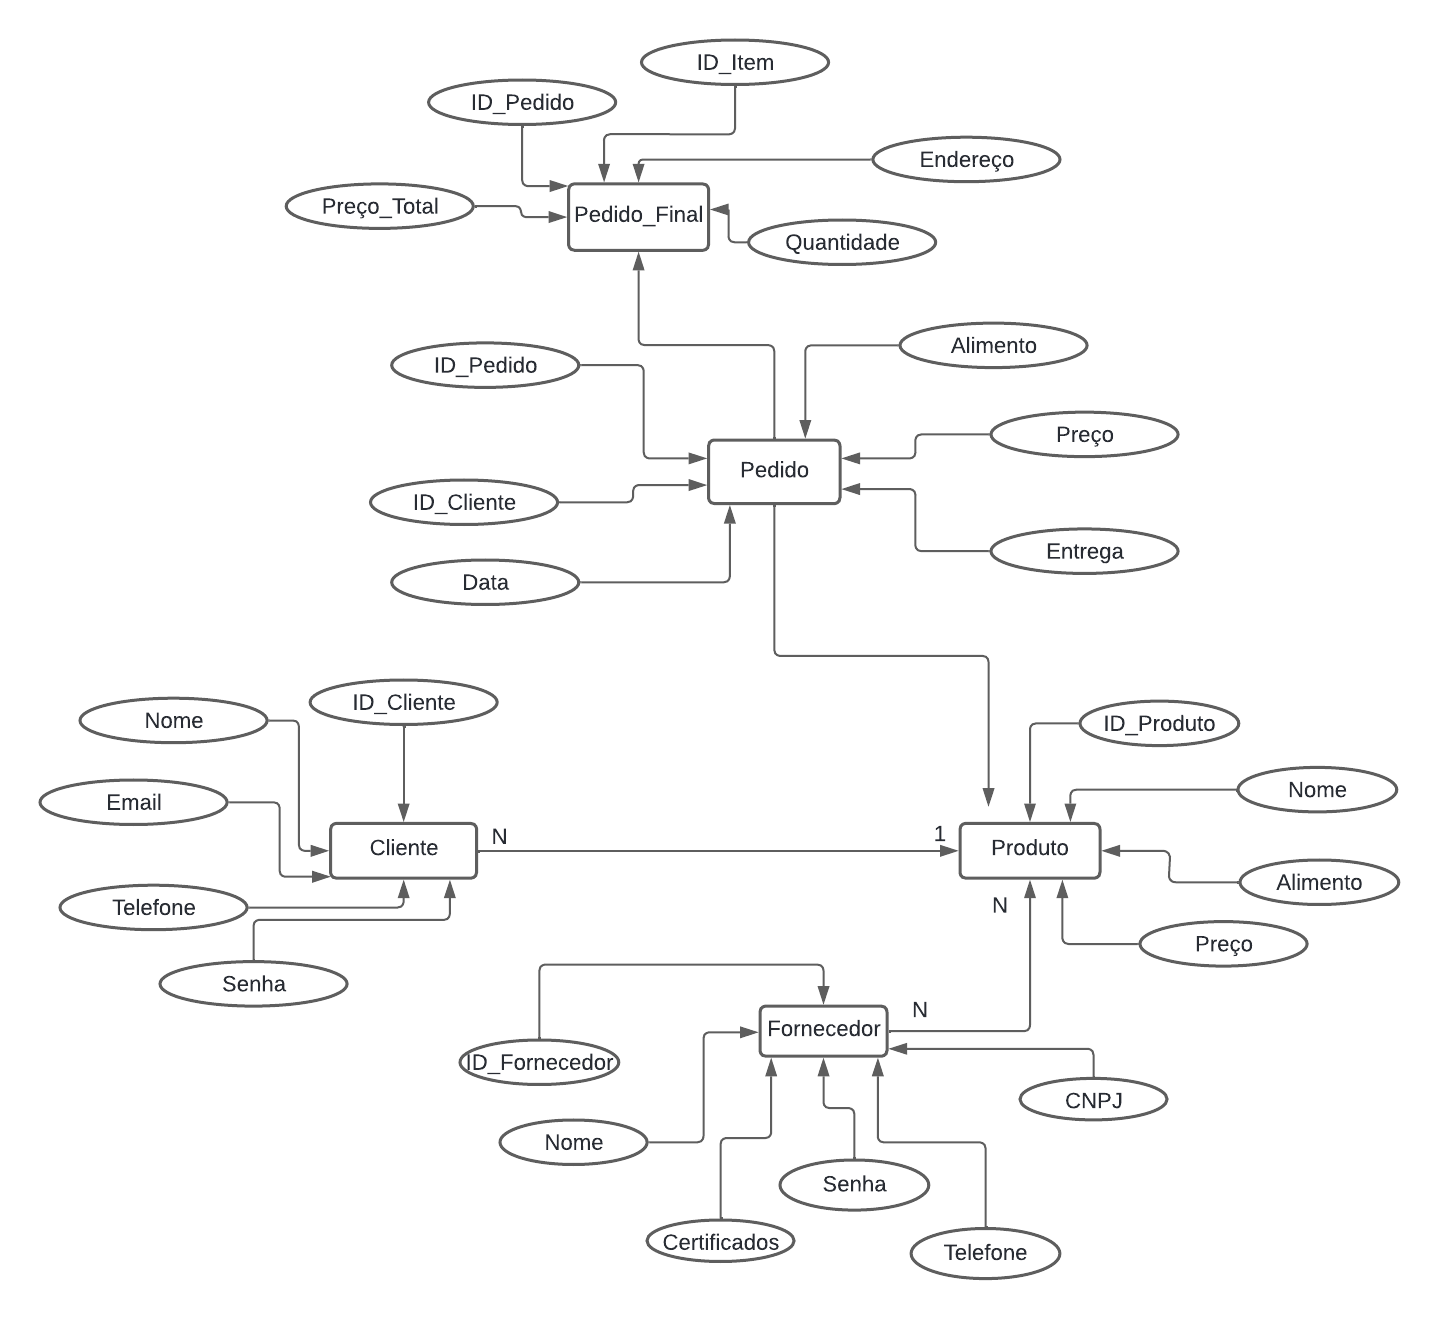 ID_Item
ID_Pedido
Endereço
Preço_Total
Pedido_Final
Quantidade
Alimento
ID_Pedido
Preço
Pedido
ID_Cliente
Entrega
Data
ID_Cliente
Nome
ID_Produto
Nome
Email
N
1
Cliente
Produto
Alimento
Telefone
N
Preço
Senha
N
Fornecedor
ID_Fornecedor
CNPJ
Nome
Senha
Certificados
Telefone